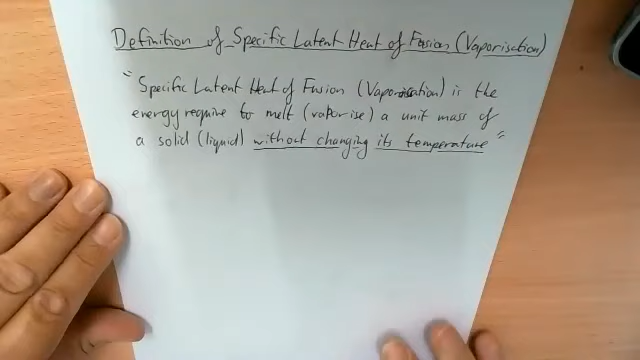 Definition of Specific Latent Heat of Fusion (Vaporisation)
"Specific Latent Heat of Fusion (Vaporisation) is the
energy require to melt (vaporise) a unit mass of
a solid (liquid) without changing its temperature"